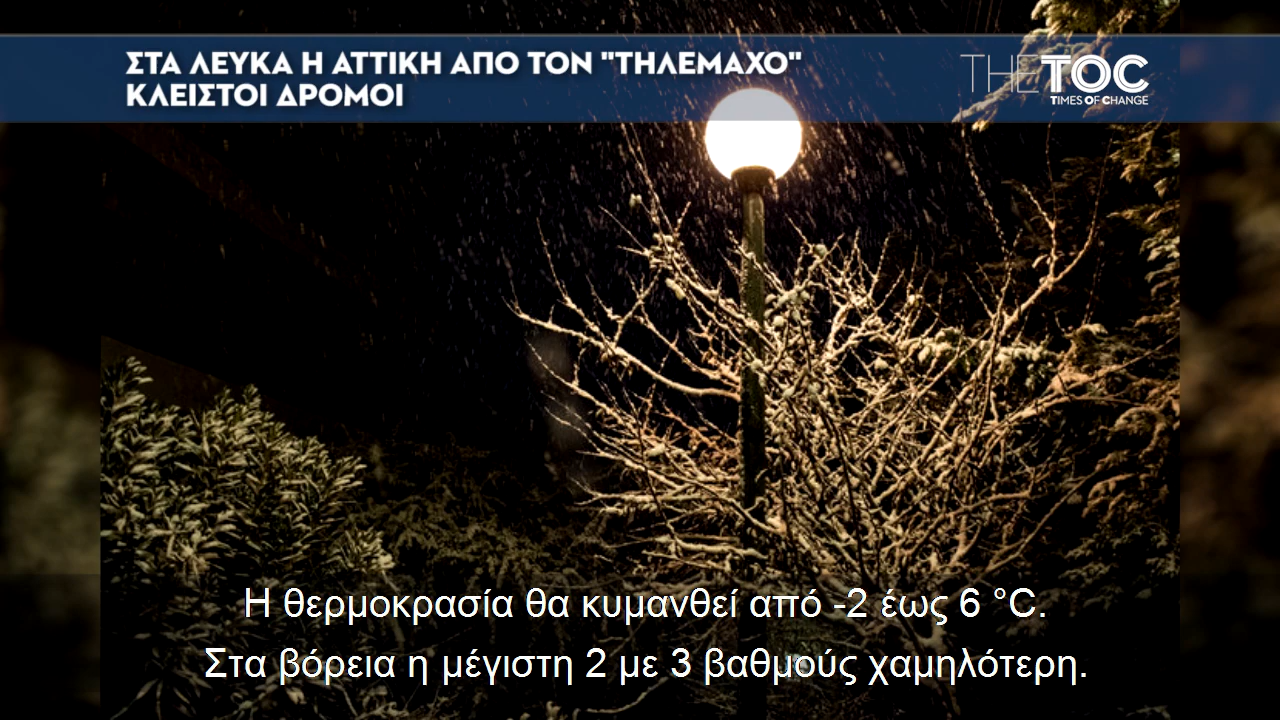 ΣΤΑ ΛΕΥΚΑ Η ΑΤΤΙΚΗ ΑΠΟ ΤΟΝ "ΤΗΛΕΜΑΧΟ"
ΚΛΕΙΣΤΟΙ ΔΡΟΜΟΙ
THETOC
TIMES OF CHANGE
Η θερμοκρασία θα κυμανθεί από -2 έως 6 °C.
Στα βόρεια η μέγιστη 2 με 3 βαθμούς χαμηλότερη.